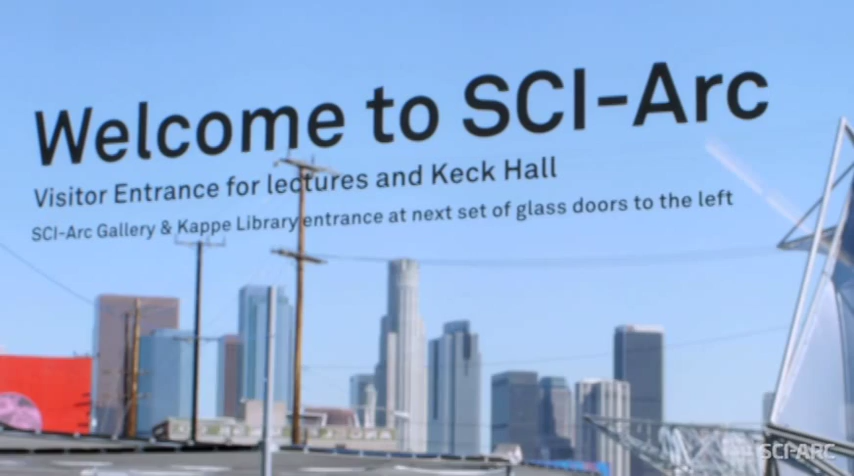 Welcome to SCI-Arc
Visitor Entrance for lectures and Keck Hall
SCI-Arc Gallery & Kappe Library entrance at next set of glass doors to the left
SCI-ARC